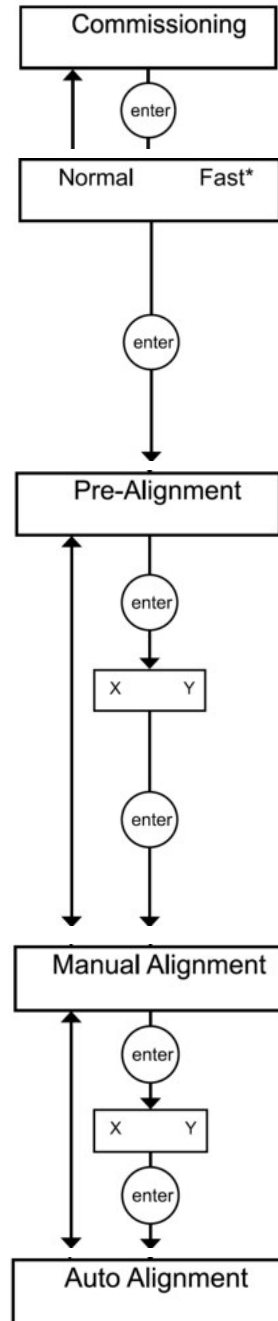 Commissioning
enter
Normal Fast*
enter
Pre-Alignment
enter
X Y
enter
Manual Alignment
enter
X Y
enter
Auto Alignment